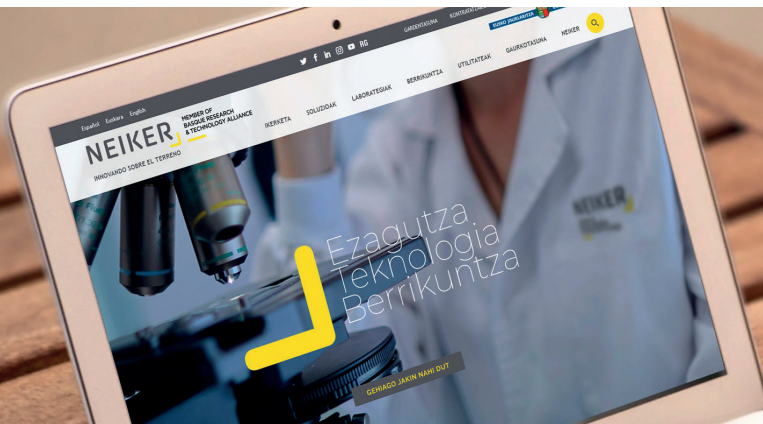 GARDENTASUNA
EUSKO JAURLARITZA
Español Euskara English
RG
NEIKER
MEMBER OF
BASQUE RESEARCH
& TECHNOLOGY ALLIANCE
INNOVANDO SOBRE EL TERRENO
IKERKETA SOLUZIOAK LABORATEGIAK BERRIKUNTZA UTILITATEAK GAURKOTASUNA NEIKER
NEIKER
Ezagutza
Teknologia
Berrikuntza
GEHIAGO JAKIN NAHI DUT